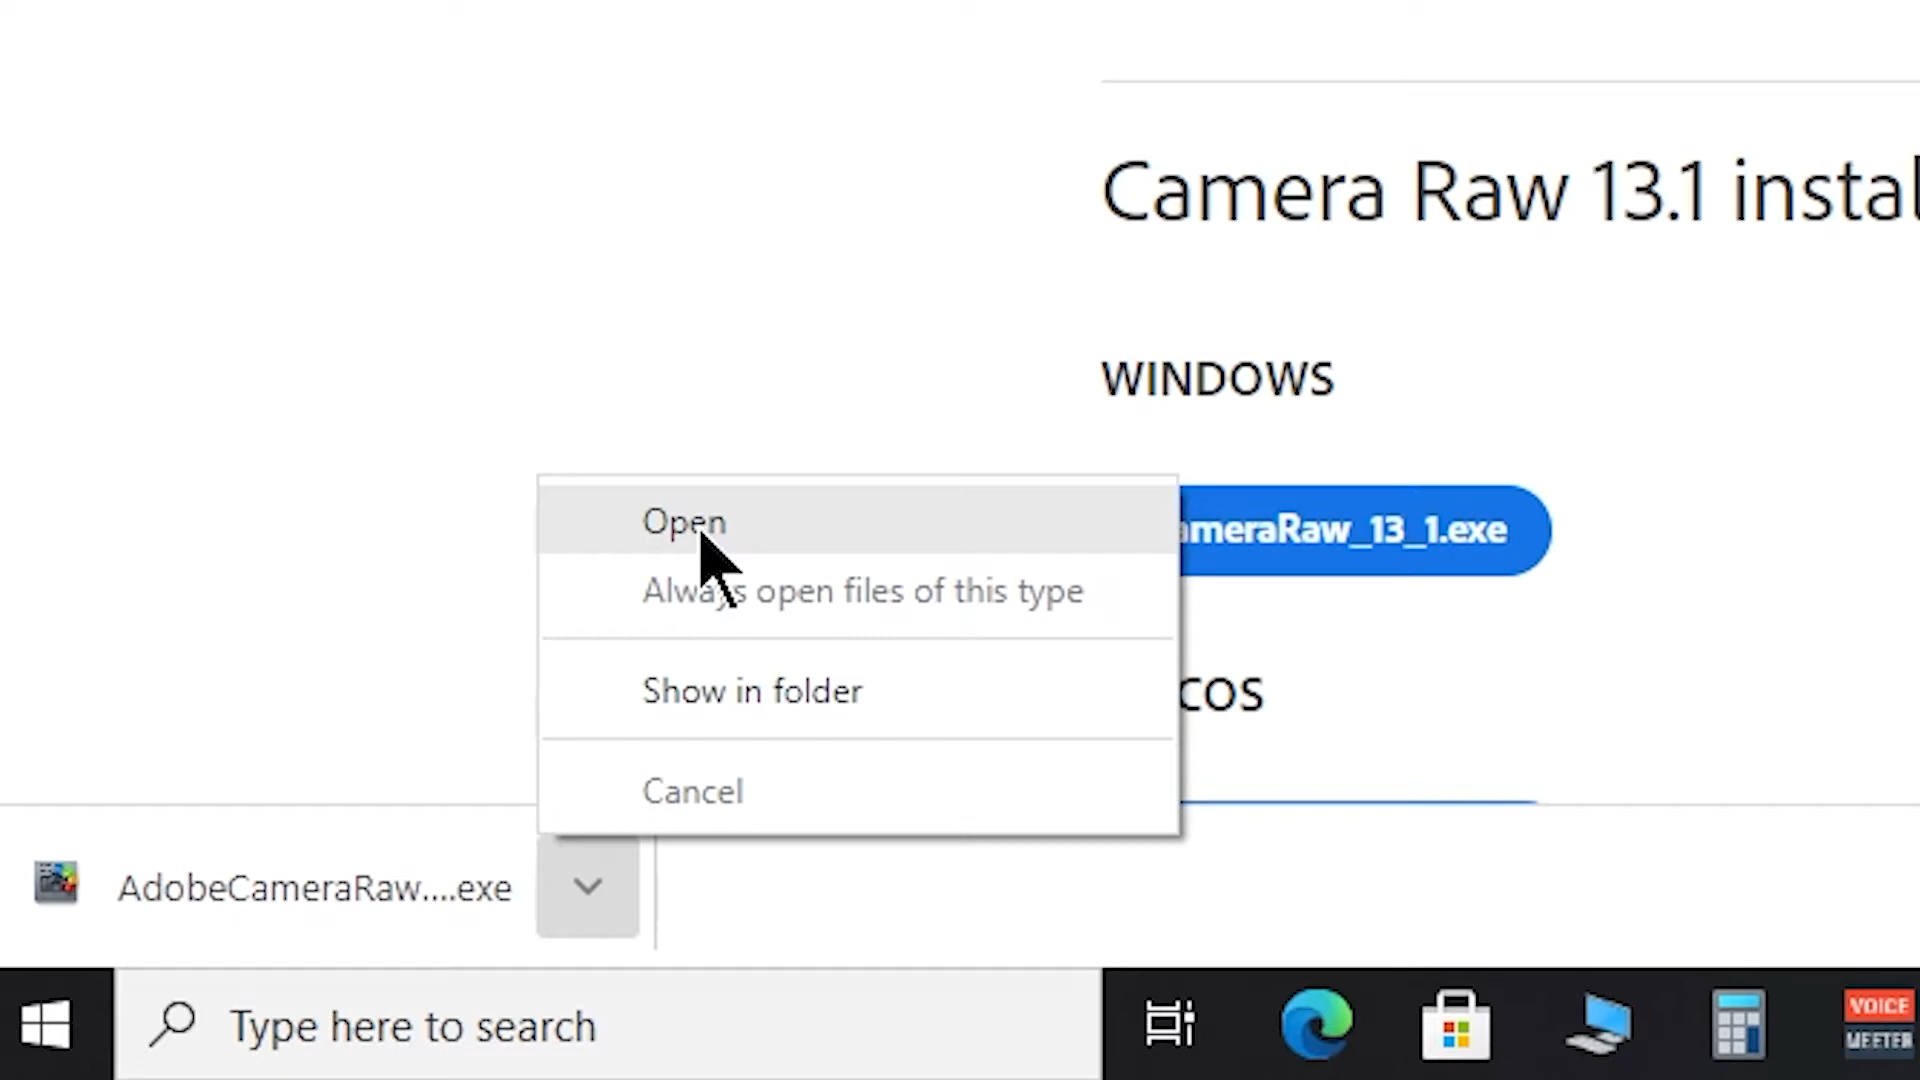 Camera Raw 13.1 instal
WINDOWS
Open
ameraRaw_13_1.exe
Always open files of this type
Show in folder
COS
Cancel
AdobeCameraRaw....exe
Type here to search
VOICE
MEETER